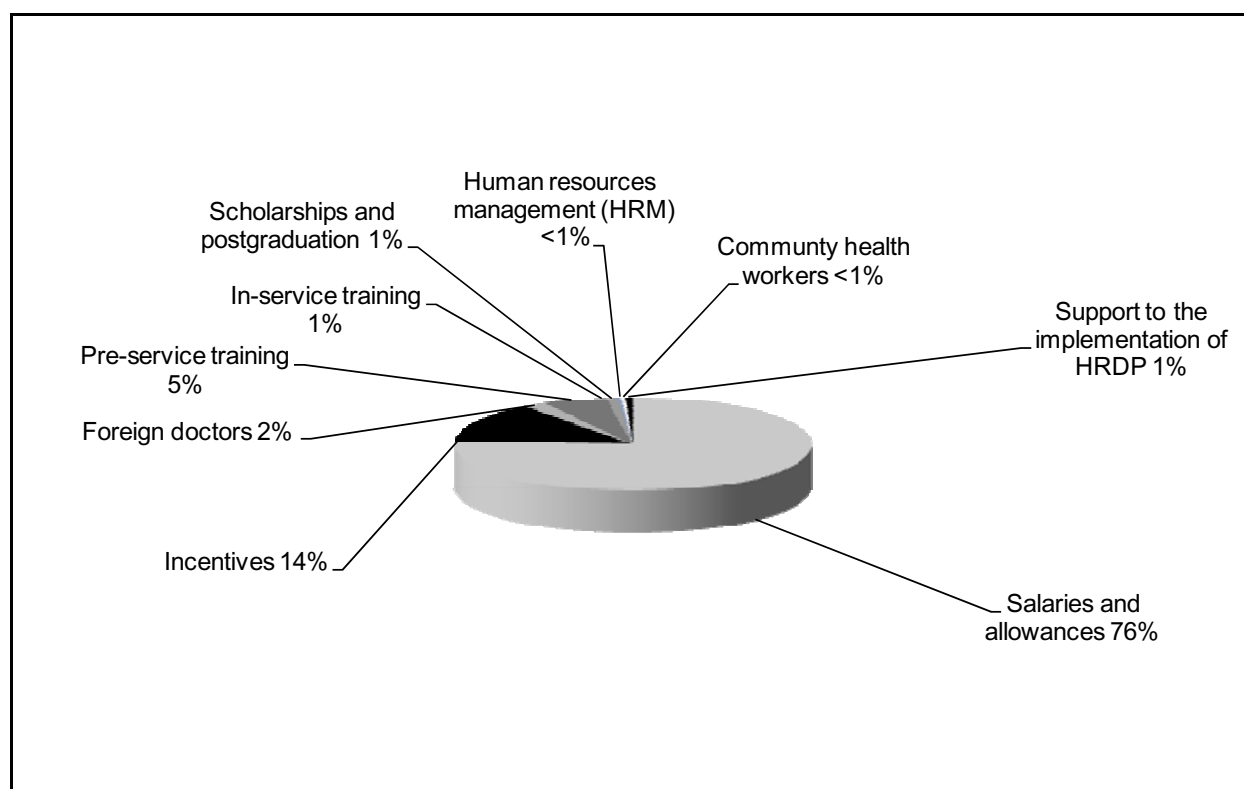 Human resources
management (HRM)
<1%
Scholarships and
postgraduation 1%
Communty health
workers <1%
In-service training
1%
Support to the
implementation of
HRDP 1%
Pre-service training
5%
Foreign doctors 2%
Incentives 14%
Salaries and
allowances 76%